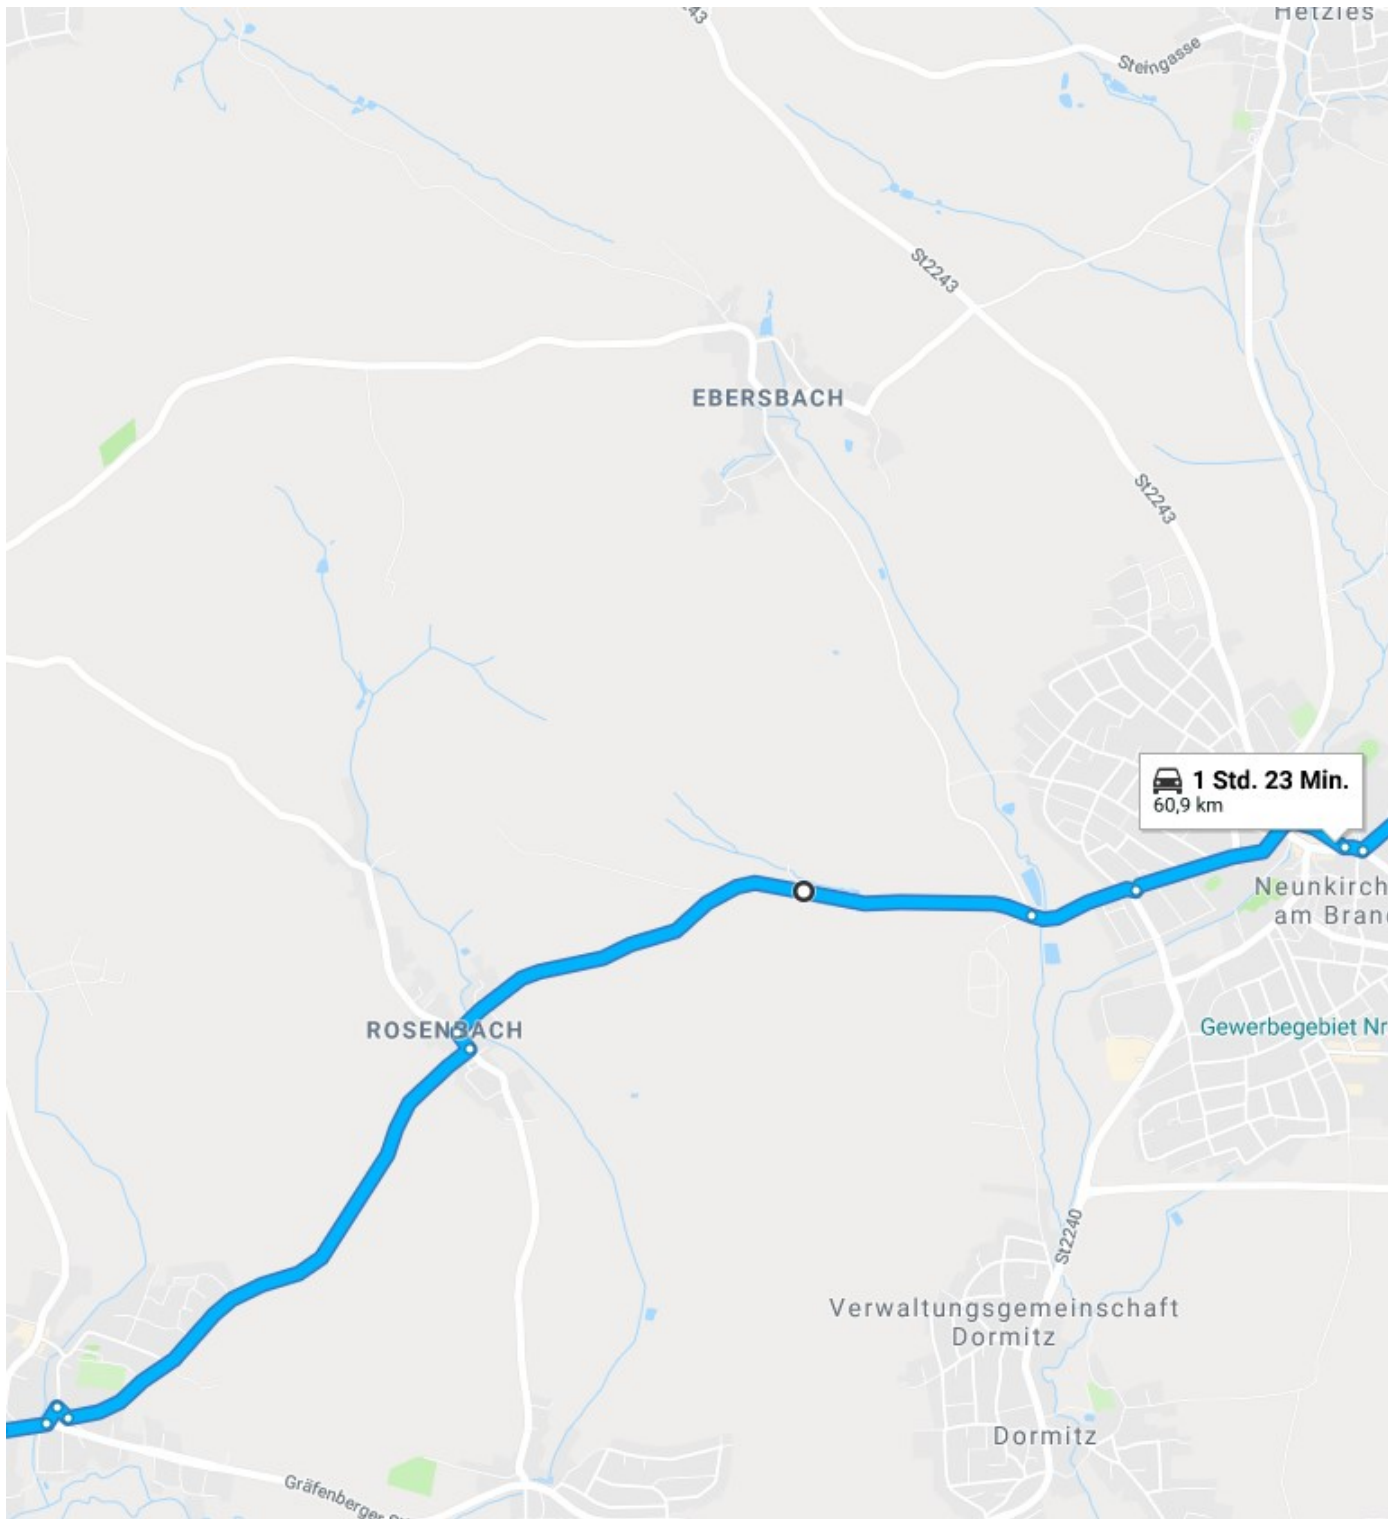 Hetzles
Steingasse
St2243
EBERSBACH
St2243
1 Std. 23 Min.
60,9 km
Neunkirch
am Bran
ROSENBACH
Gewerbegebiet Nr
St2240
Verwaltungsgemeinschaft
Dormitz
Dormitz
Gräfenberger